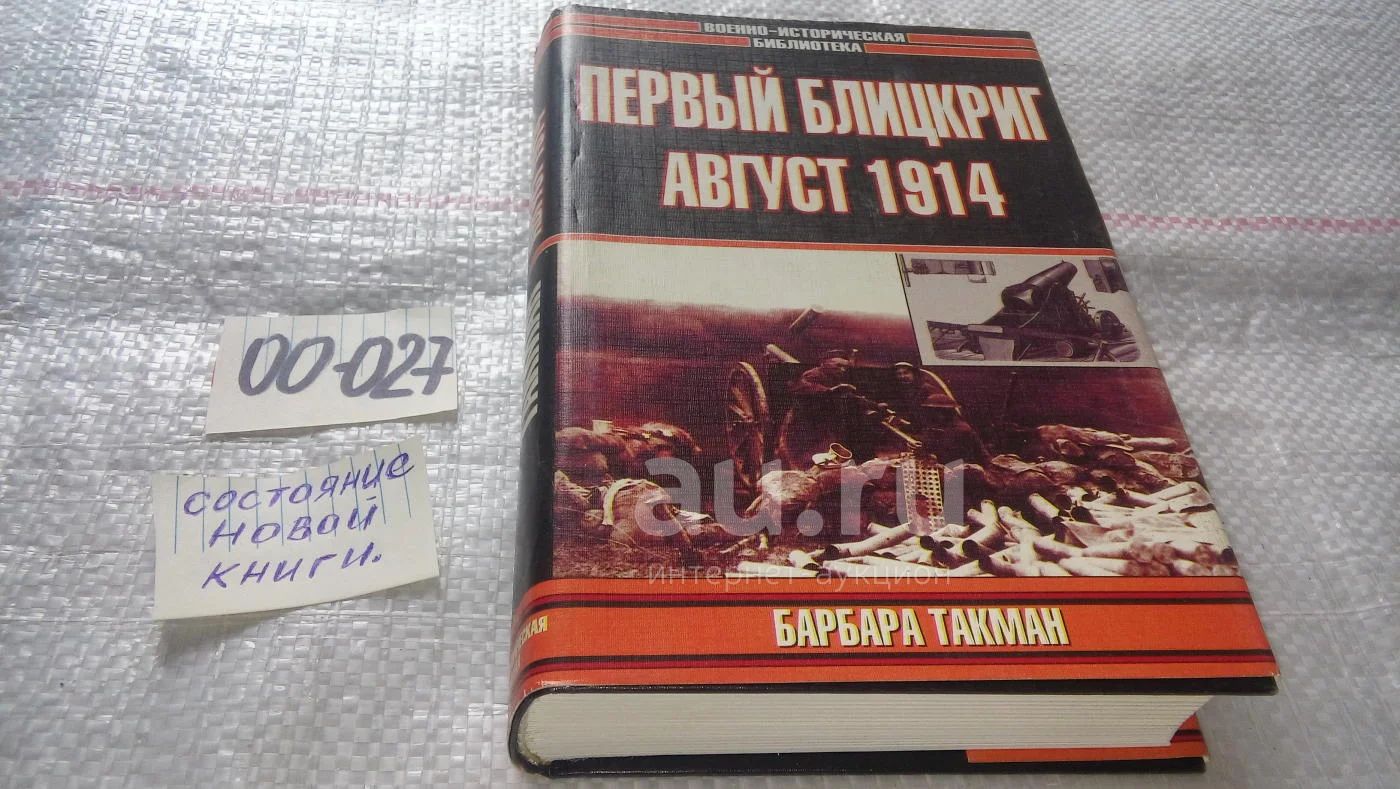 ВОЕННО-ИСТОРИЧЕСКАЯ
БИБЛИОТЕКА
ПЕРВЫЙ БЛИЦКРИГ
АВГУСТ 1914
00-027
состояние
новой
книги.
au.ru
интернет-аукцион
БАРБАРА ТАКМАН